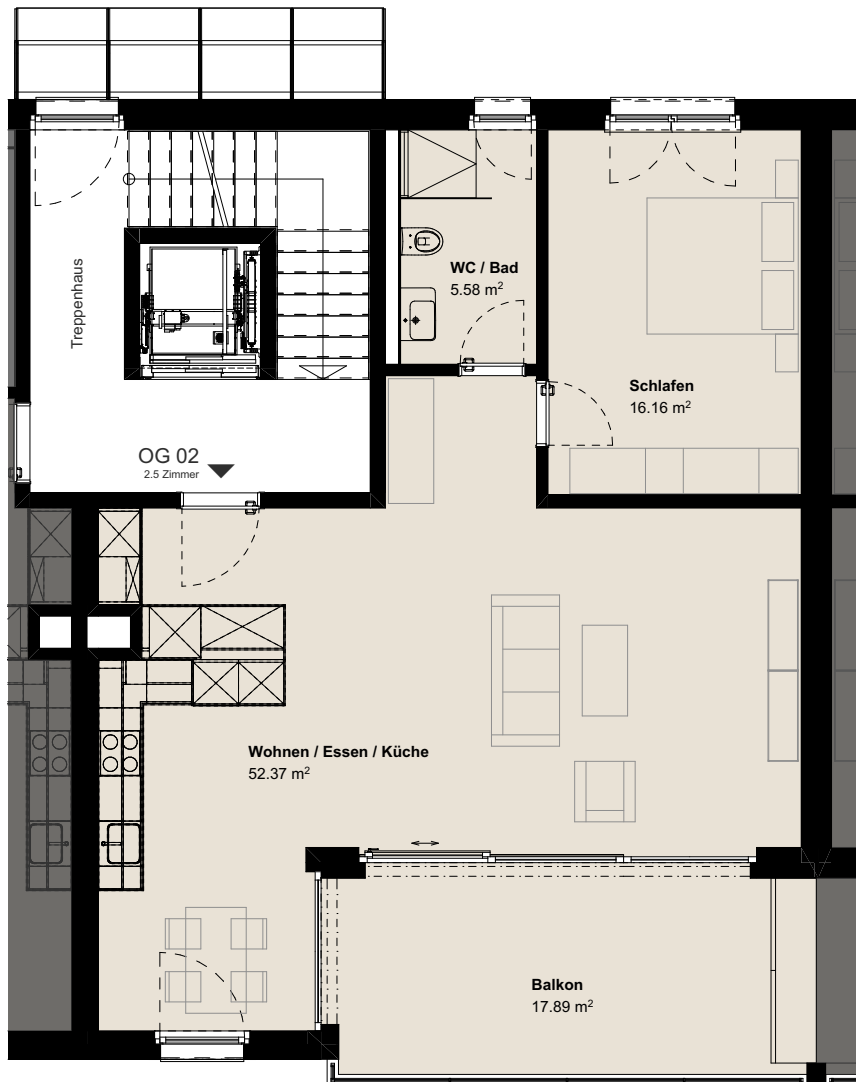 Treppenhaus
WC / Bad
5.58 m²
Schlafen
16.16 m²
OG 02
2.5 Zimmer
Wohnen / Essen / Küche
52.37 m²
Balkon
17.89 m²